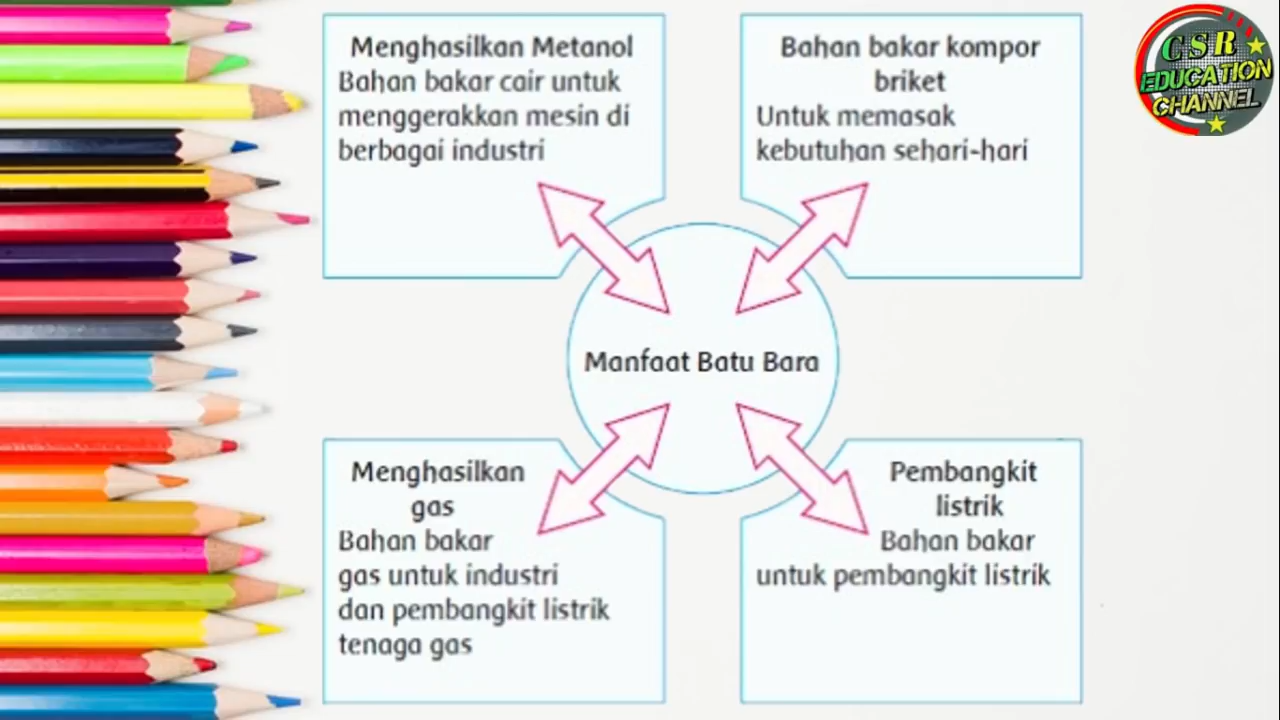 Menghasilkan Metanol
Bahan bakar cair untuk
menggerakkan mesin di
berbagai industri
Bahan bakar kompor
briket
Untuk memasak
kebutuhan sehari-hari
CSR
EDUCATION
CHANNEL
Manfaat Batu Bara
Menghasilkan
gas
Bahan bakar
gas untuk industri
dan pembangkit listrik
tenaga gas
Pembangkit
listrik
Bahan bakar
untuk pembangkit listrik